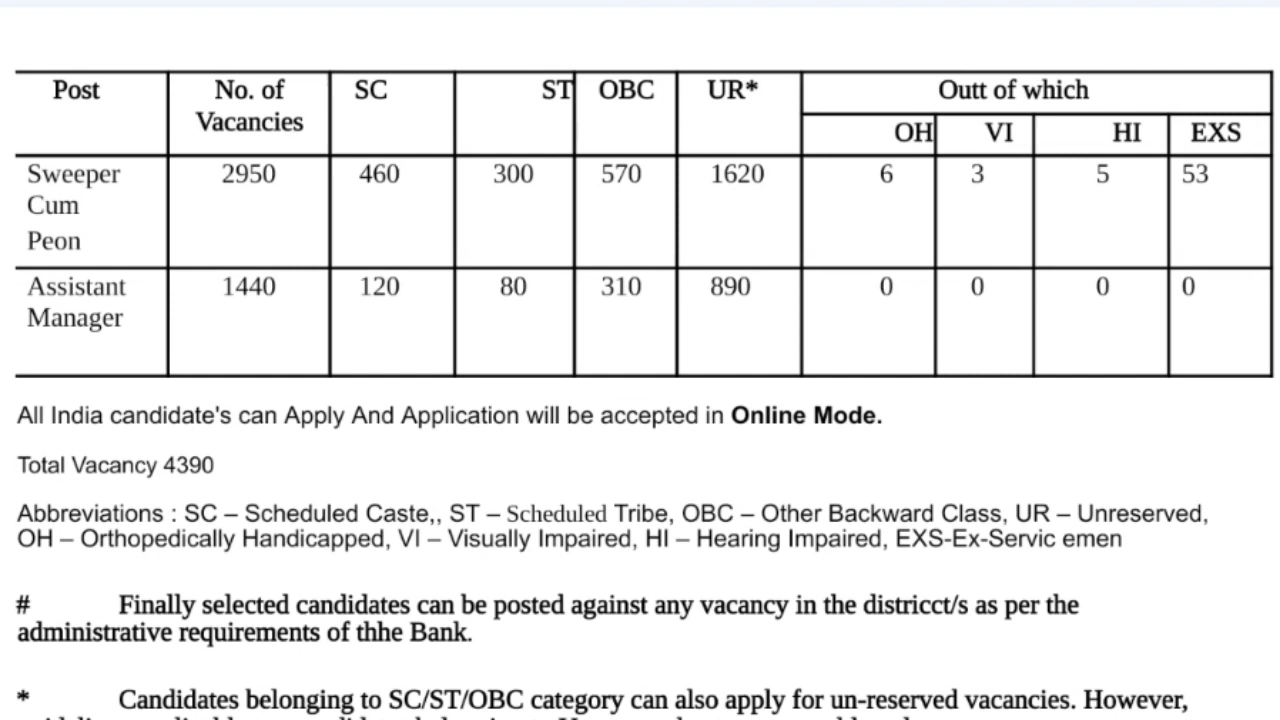 Post No. of Vacancies SC ST OBC UR* Outt of which
OH VI HI EXS
Sweeper Cum Peon 2950 460 300 570 1620 6 3 5 53
Assistant Manager 1440 120 80 310 890 0 0 0 0
All India candidate's can Apply And Application will be accepted in Online Mode.
Total Vacancy 4390
Abbreviations : SC – Scheduled Caste,, ST – Scheduled Tribe, OBC – Other Backward Class, UR – Unreserved,
OH – Orthopedically Handicapped, VI – Visually Impaired, HI – Hearing Impaired, EXS-Ex-Servic emen
# Finally selected candidates can be posted against any vacancy in the districct/s as per the
administrative requirements of thhe Bank.
* Candidates belonging to SC/ST/OBC category can also apply for un-reserved vacancies. However,